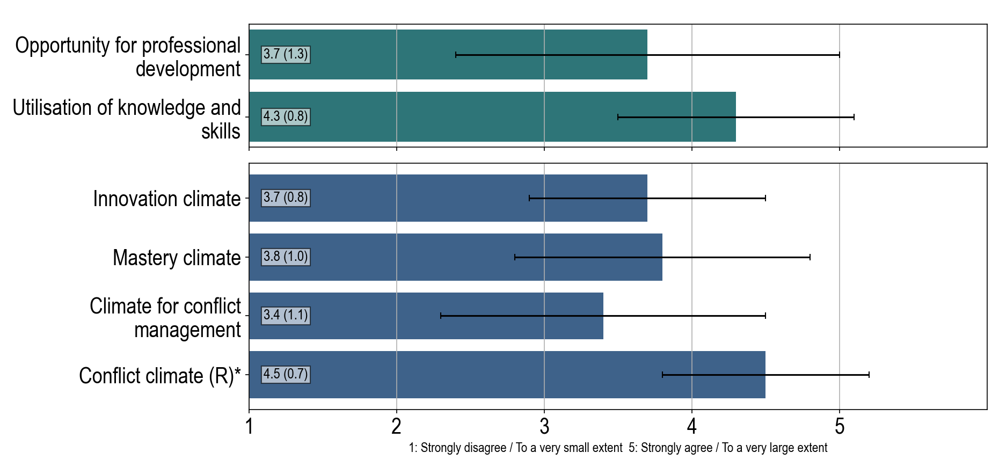 Opportunity for professional
development
3.7 (1.3)
Utilisation of knowledge and
skills
4.3 (0.8)
Innovation climate
3.7 (0.8)
Mastery climate
3.8 (1.0)
Climate for conflict
management
3.4 (1.1)
Conflict climate (R)*
4.5 (0.7)
1 2 3 4 5
1: Strongly disagree / To a very small extent  5: Strongly agree / To a very large extent